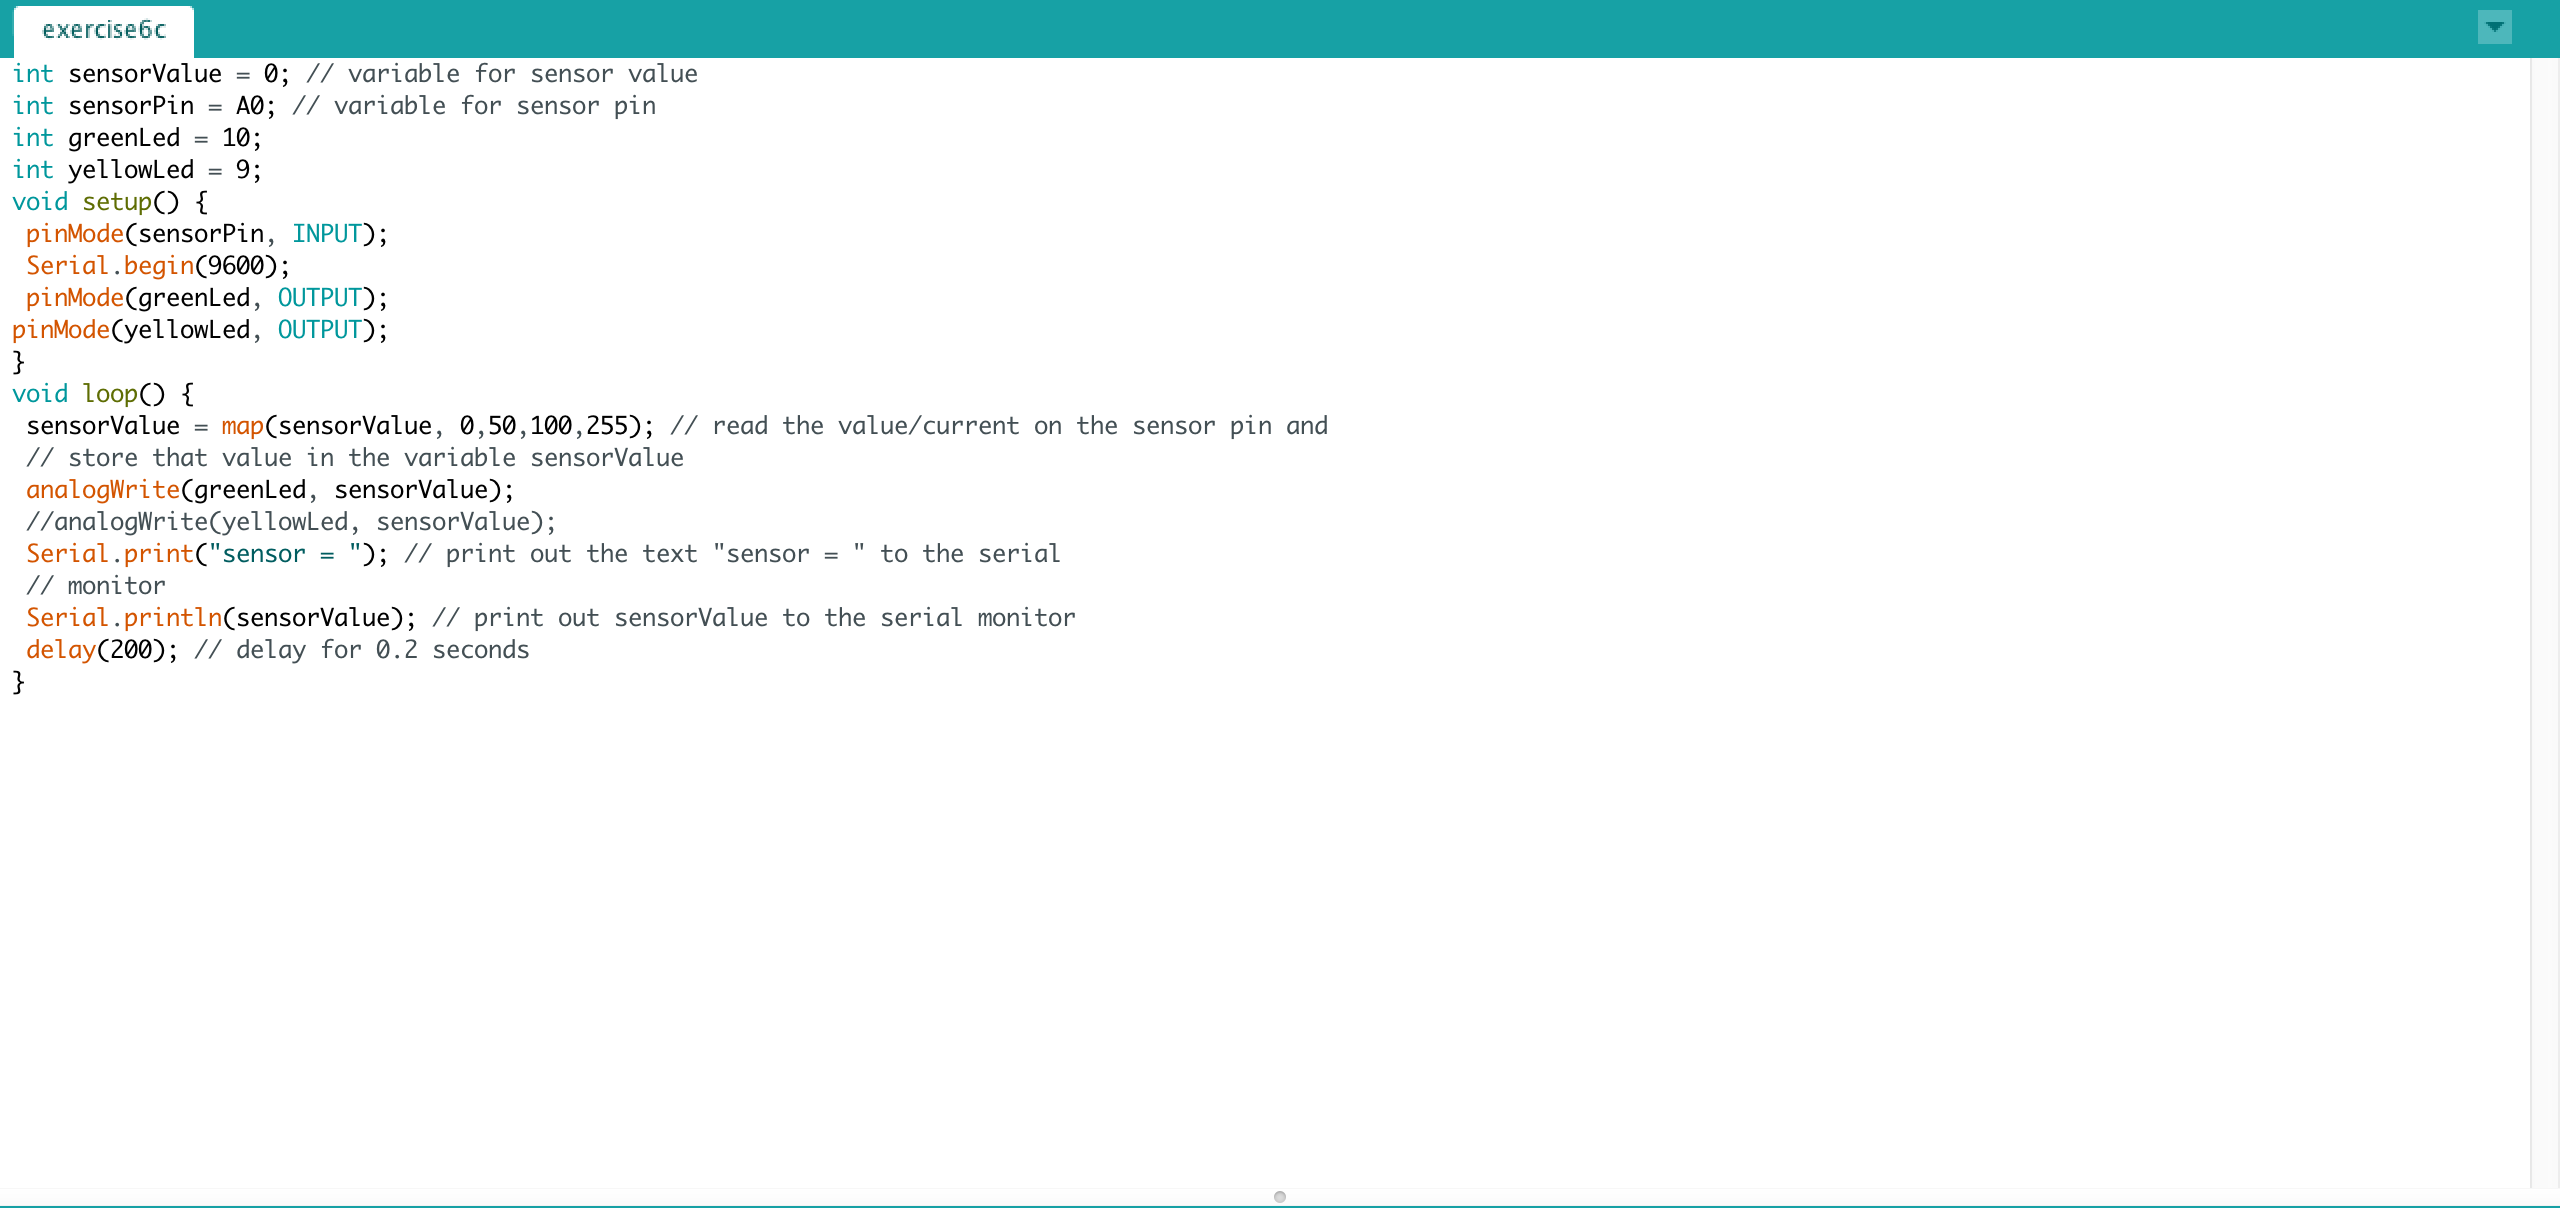 exercise6c
int sensorValue = 0; // variable for sensor value
int sensorPin = A0; // variable for sensor pin
int greenLed = 10;
int yellowLed = 9;
void setup() {
 pinMode(sensorPin, INPUT);
 Serial.begin(9600);
 pinMode(greenLed, OUTPUT);
pinMode(yellowLed, OUTPUT);
}
void loop() {
 sensorValue = map(sensorValue, 0,50,100,255); // read the value/current on the sensor pin and
 // store that value in the variable sensorValue
 analogWrite(greenLed, sensorValue);
 //analogWrite(yellowLed, sensorValue);
 Serial.print("sensor = "); // print out the text "sensor = " to the serial
 // monitor
 Serial.println(sensorValue); // print out sensorValue to the serial monitor
 delay(200); // delay for 0.2 seconds
}